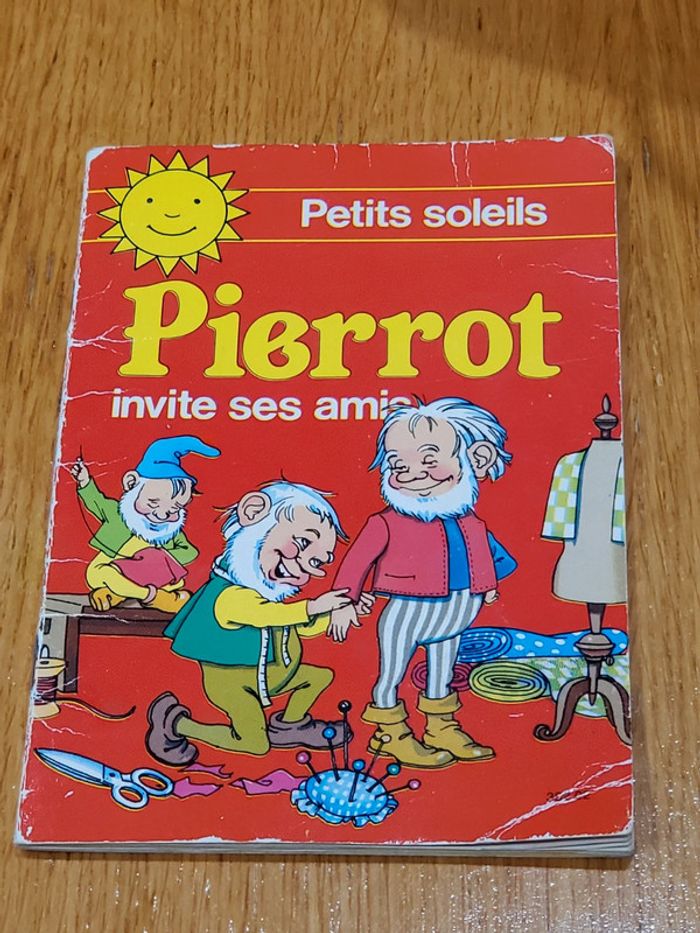 Petits soleils
Pierrot
invite ses amis